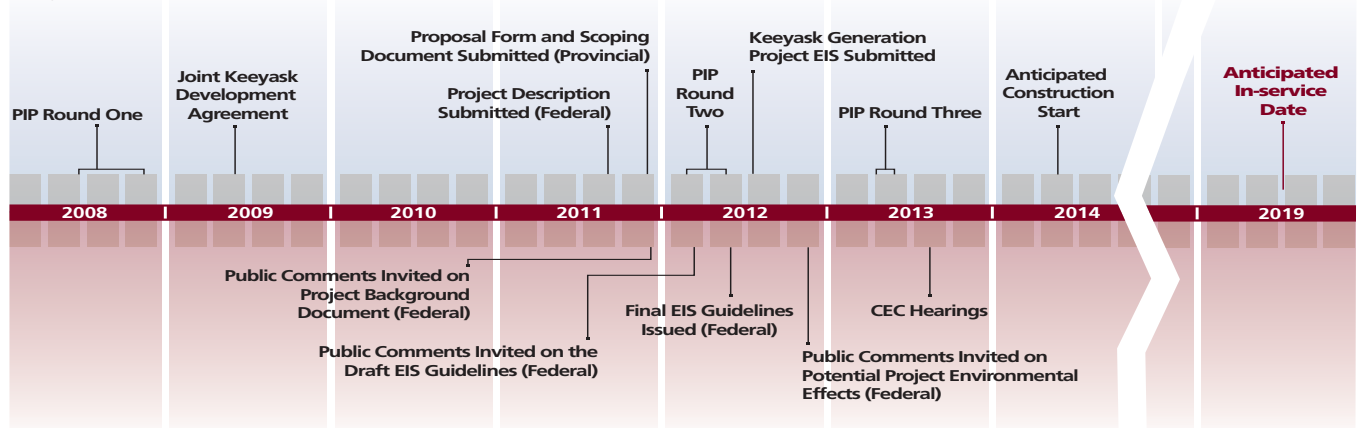 PIP Round One
Joint Keeyask
Development
Agreement
Proposal Form and Scoping
Document Submitted (Provincial)
Project Description
Submitted (Federal)
PIP
Round
Two
Keeyask Generation
Project EIS Submitted
PIP Round Three
Anticipated
Construction
Start
Anticipated
In-service
Date
2008
2009
2010
2011
2012
2013
2014
2019
Public Comments Invited on
Project Background
Document (Federal)
Public Comments Invited on the
Draft EIS Guidelines (Federal)
Final EIS Guidelines
Issued (Federal)
Public Comments Invited on
Potential Project Environmental
Effects (Federal)
CEC Hearings